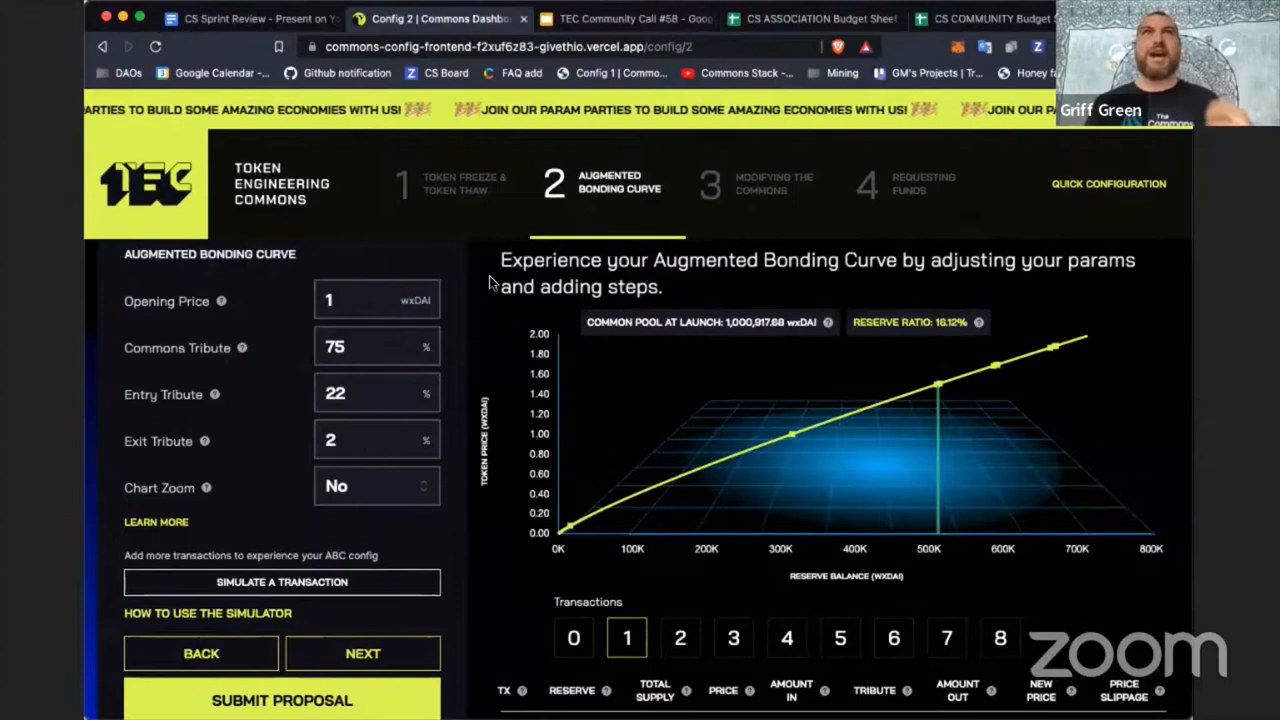 CS Sprint Review - Present on Y
Config 2 | Commons Dashbo
TEC Community Call #58 - Goog
CS ASSOCIATION Budget Sheet
CS COMMUNITY Budget S
commons-config-frontend-f2xuf6z83-givethio.vercel.app/config/2
DAOs
Google Calendar -...
Github notification
CS Board
FAQ add
Config 1 | Commo...
Commons Stack -...
Mining
GM's Projects | Tr...
Honey fa
Griff Green
The
Commons
PARTIES TO BUILD SOME AMAZING ECONOMIES WITH US!
JOIN OUR PARAM PARTIES TO BUILD SOME AMAZING ECONOMIES WITH US!
JOIN OUR P
TEC
TOKEN
ENGINEERING
COMMONS
1 TOKEN FREEZE &
TOKEN THAW
2 AUGMENTED
BONDING CURVE
3 MODIFYING THE
COMMONS
4 REQUESTING
FUNDS
QUICK CONFIGURATION
AUGMENTED BONDING CURVE
Opening Price ? 1 wxDAI
Commons Tribute ? 75 %
Entry Tribute ? 22 %
Exit Tribute ? 2 %
Chart Zoom ? No
LEARN MORE
Add more transactions to experience your ABC config
SIMULATE A TRANSACTION
HOW TO USE THE SIMULATOR
BACK
NEXT
SUBMIT PROPOSAL
Experience your Augmented Bonding Curve by adjusting your params
and adding steps.
COMMON POOL AT LAUNCH: 1,000,917.68 wxDAI ?
RESERVE RATIO: 16.12% ?
TOKEN PRICE (WXDAI)
2.00
1.80
1.60
1.40
1.20
1.00
0.80
0.60
0.40
0.20
0.00
0K 100K 200K 300K 400K 500K 600K 700K 800K
RESERVE BALANCE (WXDAI)
Transactions
0 1 2 3 4 5 6 7 8
TX ?
RESERVE ?
TOTAL
SUPPLY ?
PRICE ?
AMOUNT
IN ?
TRIBUTE ?
AMOUNT
OUT ?
NEW
PRICE ?
PRICE
SLIPPAGE ?
zoom